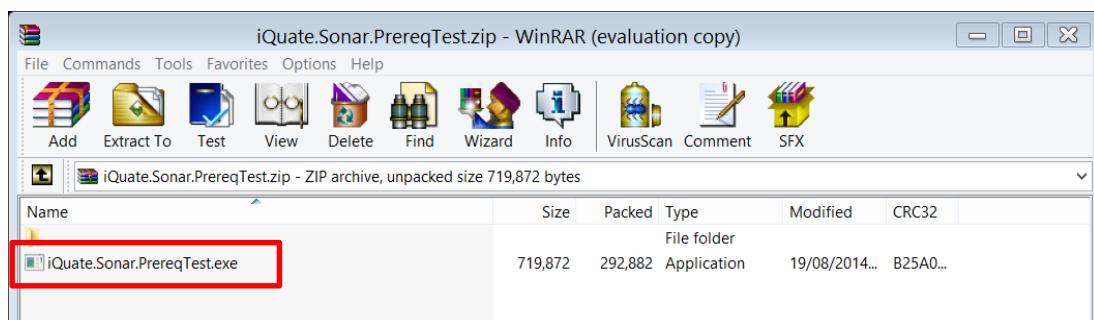 iQuate.Sonar.PrereqTest.zip - WinRAR (evaluation copy)
File Commands Tools Favorites Options Help
Add Extract To Test View Delete Find Wizard Info VirusScan Comment SFX
iQuate.Sonar.PrereqTest.zip - ZIP archive, unpacked size 719,872 bytes
Name Size Packed Type Modified CRC32
File folder
iQuate.Sonar.PrereqTest.exe 719,872 292,882 Application 19/08/2014... B25A0...